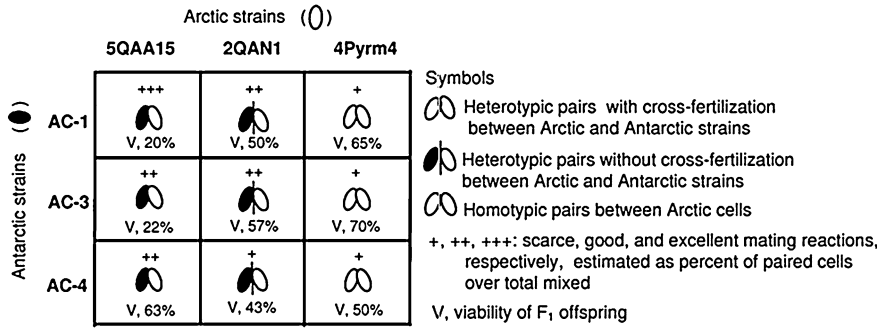 Arctic strains ( )
5QAA15 2QAN1 4Pyrm4
Antarctic strains ( )
AC-1
+++ ++ +
V, 20% V, 50% V, 65%
AC-3
++ ++ +
V, 22% V, 57% V, 70%
AC-4
++ + +
V, 63% V, 43% V, 50%
Symbols
Heterotypic pairs with cross-fertilization
between Arctic and Antarctic strains
Heterotypic pairs without cross-fertilization
between Arctic and Antarctic strains
Homotypic pairs between Arctic cells
+, ++, +++: scarce, good, and excellent mating reactions,
respectively, estimated as percent of paired cells
over total mixed
V, viability of F₁ offspring